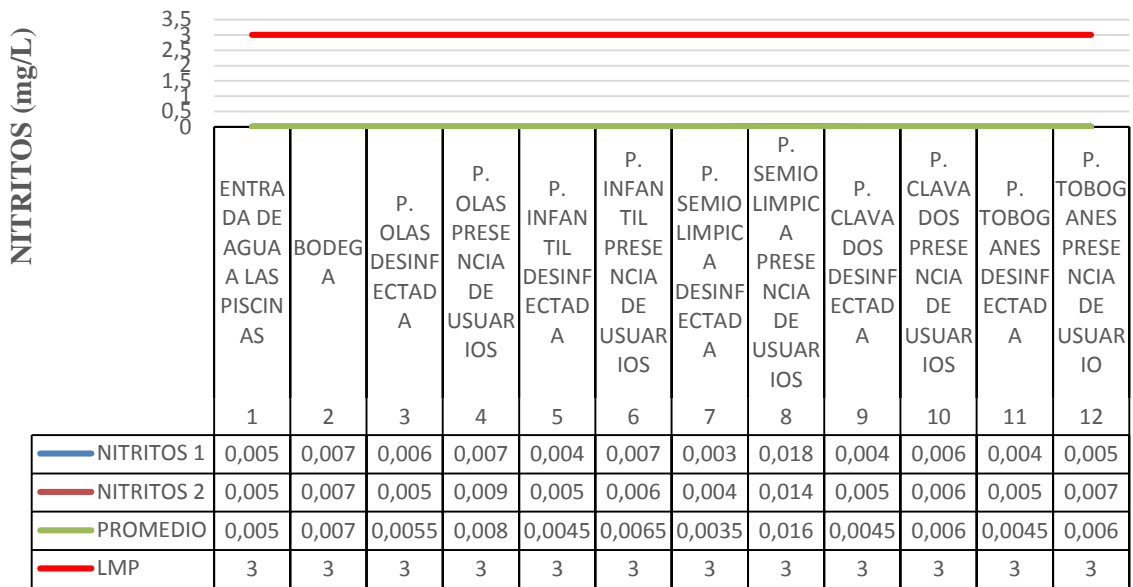 NITRITOS (mg/L)
3,5
3
2,5
2
1,5
1
0,5
0
ENTRA
DA DE
AGUA
A LAS
PISCIN
AS
BODEG
A
P.
OLAS
DESINF
ECTAD
A
P.
OLAS
PRESE
NCIA
DE
USUAR
IOS
P.
INFAN
TIL
DESINF
ECTAD
A
P.
INFAN
TIL
PRESE
NCIA
DE
USUAR
IOS
P.
SEMIO
LIMPIC
A
DESINF
ECTAD
A
P.
SEMIO
LIMPIC
A
PRESE
NCIA
DE
USUAR
IOS
P.
CLAVA
DOS
DESINF
ECTAD
A
P.
CLAVA
DOS
PRESE
NCIA
DE
USUAR
IOS
P.
TOBOG
ANES
DESINF
ECTAD
A
P.
TOBOG
ANES
PRESE
NCIA
DE
USUAR
IO
1 2 3 4 5 6 7 8 9 10 11 12
NITRITOS 1 0,005 0,007 0,006 0,007 0,004 0,007 0,003 0,018 0,004 0,006 0,004 0,005
NITRITOS 2 0,005 0,007 0,005 0,009 0,005 0,006 0,004 0,014 0,005 0,006 0,005 0,007
PROMEDIO 0,005 0,007 0,0055 0,008 0,0045 0,0065 0,0035 0,016 0,0045 0,006 0,0045 0,006
LMP 3 3 3 3 3 3 3 3 3 3 3 3